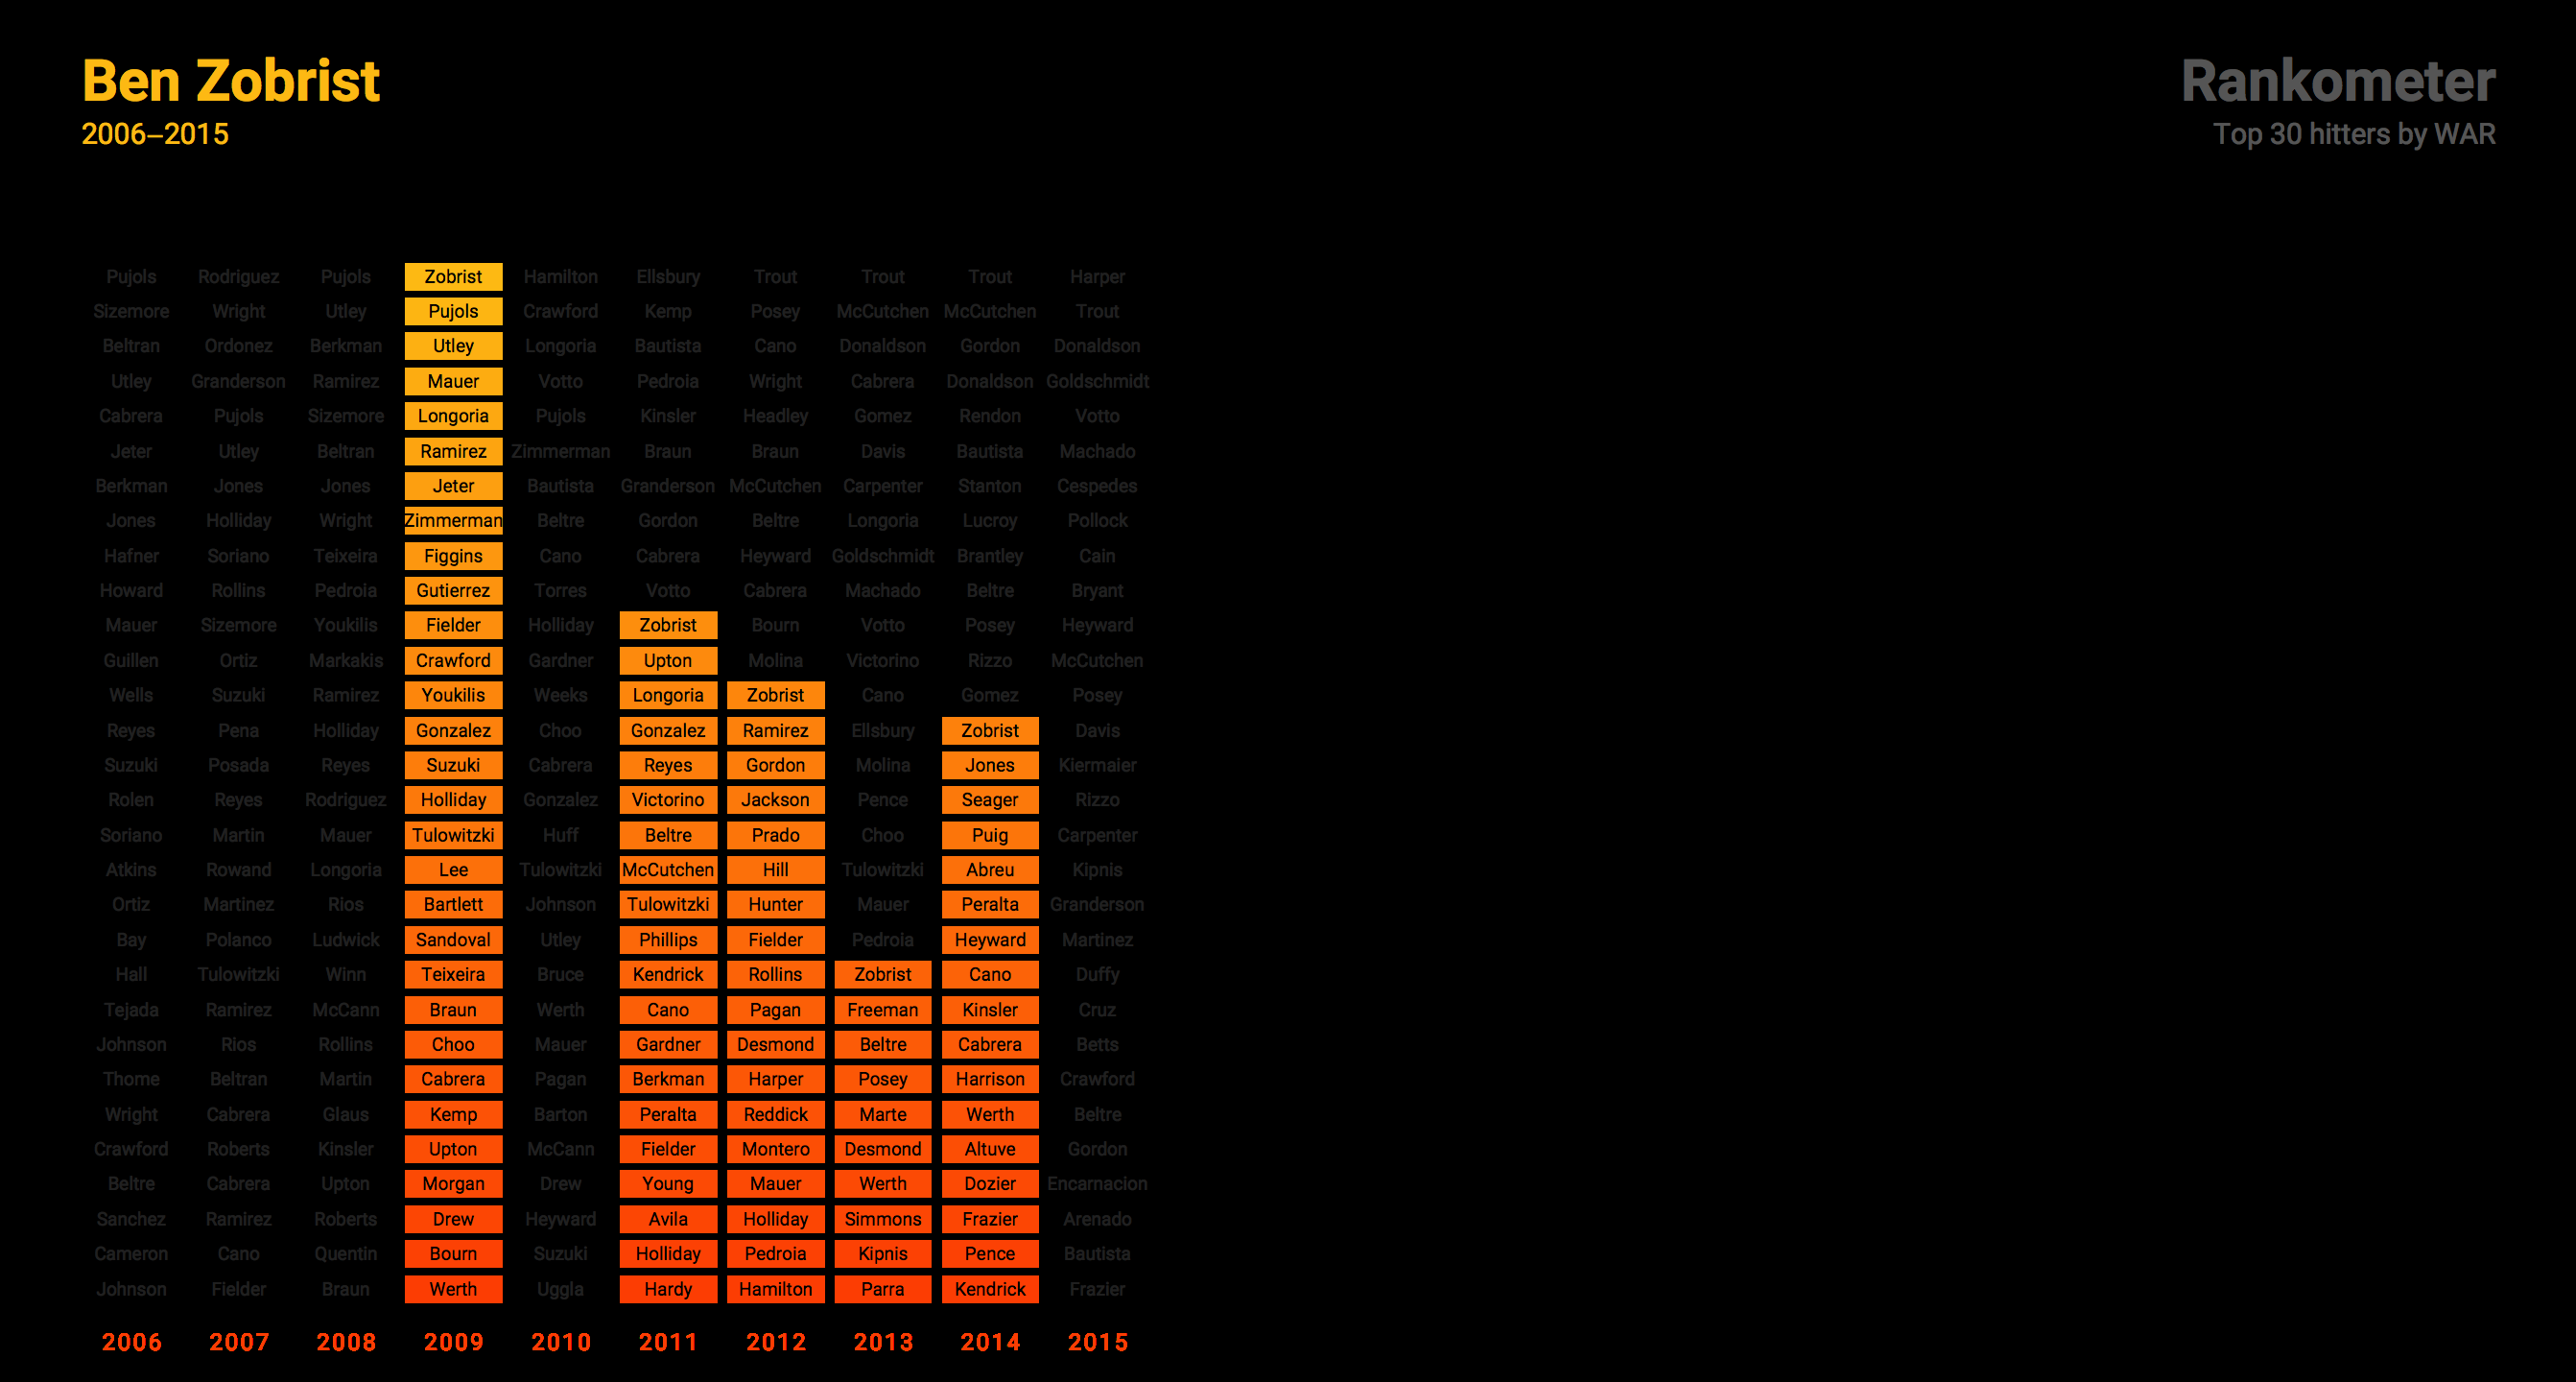 Ben Zobrist
2006–2015
Rankometer
Top 30 hitters by WAR
Pujols Rodriguez Pujols Zobrist Hamilton Ellsbury Trout Trout Trout Harper
Sizemore Wright Utley Pujols Crawford Kemp Posey McCutchen McCutchen Trout
Beltran Ordonez Berkman Utley Longoria Bautista Cano Donaldson Gordon Donaldson
Utley Granderson Ramirez Mauer Votto Pedroia Wright Cabrera Donaldson Goldschmidt
Cabrera Pujols Sizemore Longoria Pujols Kinsler Headley Gomez Rendon Votto
Jeter Utley Beltran Ramirez Zimmerman Braun Braun Davis Bautista Machado
Berkman Jones Jones Jeter Bautista Granderson McCutchen Carpenter Stanton Cespedes
Jones Holliday Wright Zimmerman Beltre Gordon Beltre Longoria Lucroy Pollock
Hafner Soriano Teixeira Figgins Cano Cabrera Heyward Goldschmidt Brantley Cain
Howard Rollins Pedroia Gutierrez Torres Votto Cabrera Machado Beltre Bryant
Mauer Sizemore Youkilis Fielder Holliday Zobrist Bourn Votto Posey Heyward
Guillen Ortiz Markakis Crawford Gardner Upton Molina Victorino Rizzo McCutchen
Wells Suzuki Ramirez Youkilis Weeks Longoria Zobrist Cano Gomez Posey
Reyes Pena Holliday Gonzalez Choo Gonzalez Ramirez Ellsbury Zobrist Davis
Suzuki Posada Reyes Suzuki Cabrera Reyes Gordon Molina Jones Kiermaier
Rolen Reyes Rodriguez Holliday Gonzalez Victorino Jackson Pence Seager Rizzo
Soriano Martin Mauer Tulowitzki Huff Beltre Prado Choo Puig Carpenter
Atkins Rowand Longoria Lee Tulowitzki McCutchen Hill Tulowitzki Abreu Kipnis
Ortiz Martinez Rios Bartlett Johnson Tulowitzki Hunter Mauer Peralta Granderson
Bay Polanco Ludwick Sandoval Utley Phillips Fielder Pedroia Heyward Martinez
Hall Tulowitzki Winn Teixeira Bruce Kendrick Rollins Zobrist Cano Duffy
Tejada Ramirez McCann Braun Werth Cano Pagan Freeman Kinsler Cruz
Johnson Rios Rollins Choo Mauer Gardner Desmond Beltre Cabrera Betts
Thome Beltran Martin Cabrera Pagan Berkman Harper Posey Harrison Crawford
Wright Cabrera Glaus Kemp Barton Peralta Reddick Marte Werth Beltre
Crawford Roberts Kinsler Upton McCann Fielder Montero Desmond Altuve Gordon
Beltre Cabrera Upton Morgan Drew Young Mauer Werth Dozier Encarnacion
Sanchez Ramirez Roberts Drew Heyward Avila Holliday Simmons Frazier Arenado
Cameron Cano Quentin Bourn Suzuki Holliday Pedroia Kipnis Pence Bautista
Johnson Fielder Braun Werth Uggla Hardy Hamilton Parra Kendrick Frazier
2006 2007 2008 2009 2010 2011 2012 2013 2014 2015